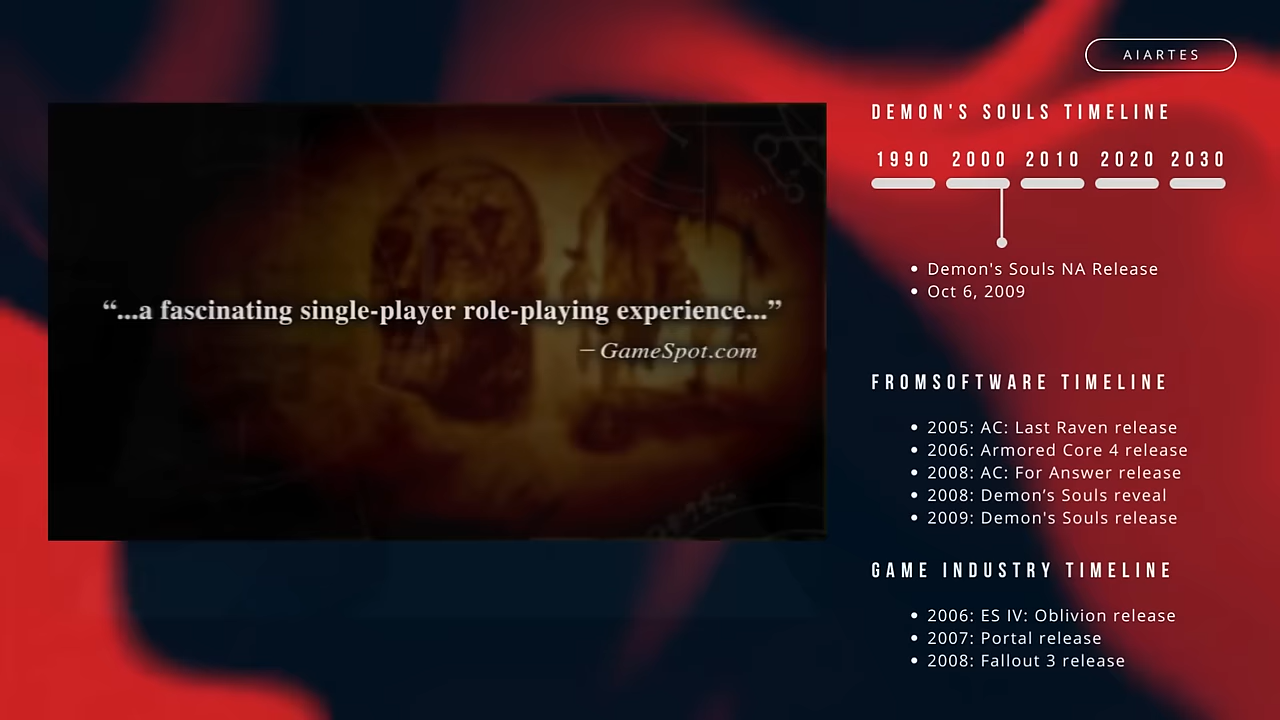 AIARTES
“...a fascinating single-player role-playing experience...”
— GameSpot.com
DEMON'S SOULS TIMELINE
1990 2000 2010 2020 2030
• Demon's Souls NA Release
• Oct 6, 2009
FROMSOFTWARE TIMELINE
• 2005: AC: Last Raven release
• 2006: Armored Core 4 release
• 2008: AC: For Answer release
• 2008: Demon’s Souls reveal
• 2009: Demon's Souls release
GAME INDUSTRY TIMELINE
• 2006: ES IV: Oblivion release
• 2007: Portal release
• 2008: Fallout 3 release